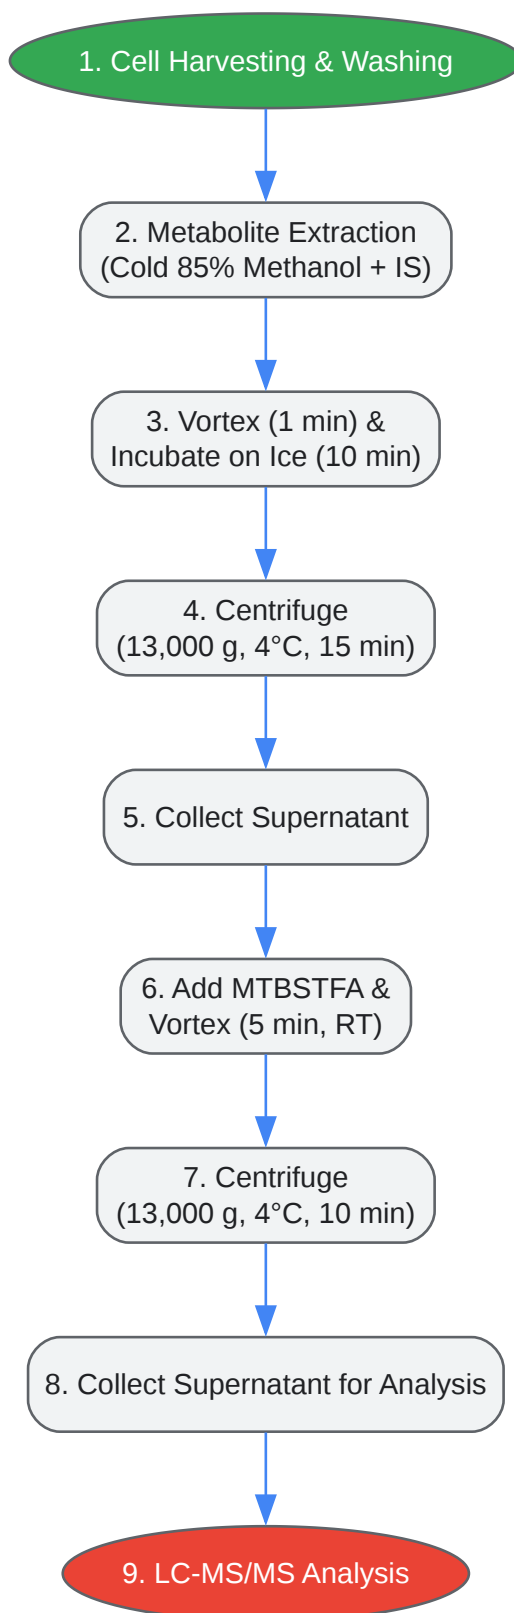 1. Cell Harvesting & Washing
2. Metabolite Extraction
(Cold 85% Methanol + IS)
3. Vortex (1 min) &
Incubate on Ice (10 min)
4. Centrifuge
(13,000 g, 4°C, 15 min)
5. Collect Supernatant
6. Add MTBSTFA &
Vortex (5 min, RT)
7. Centrifuge
(13,000 g, 4°C, 10 min)
8. Collect Supernatant for Analysis
9. LC-MS/MS Analysis